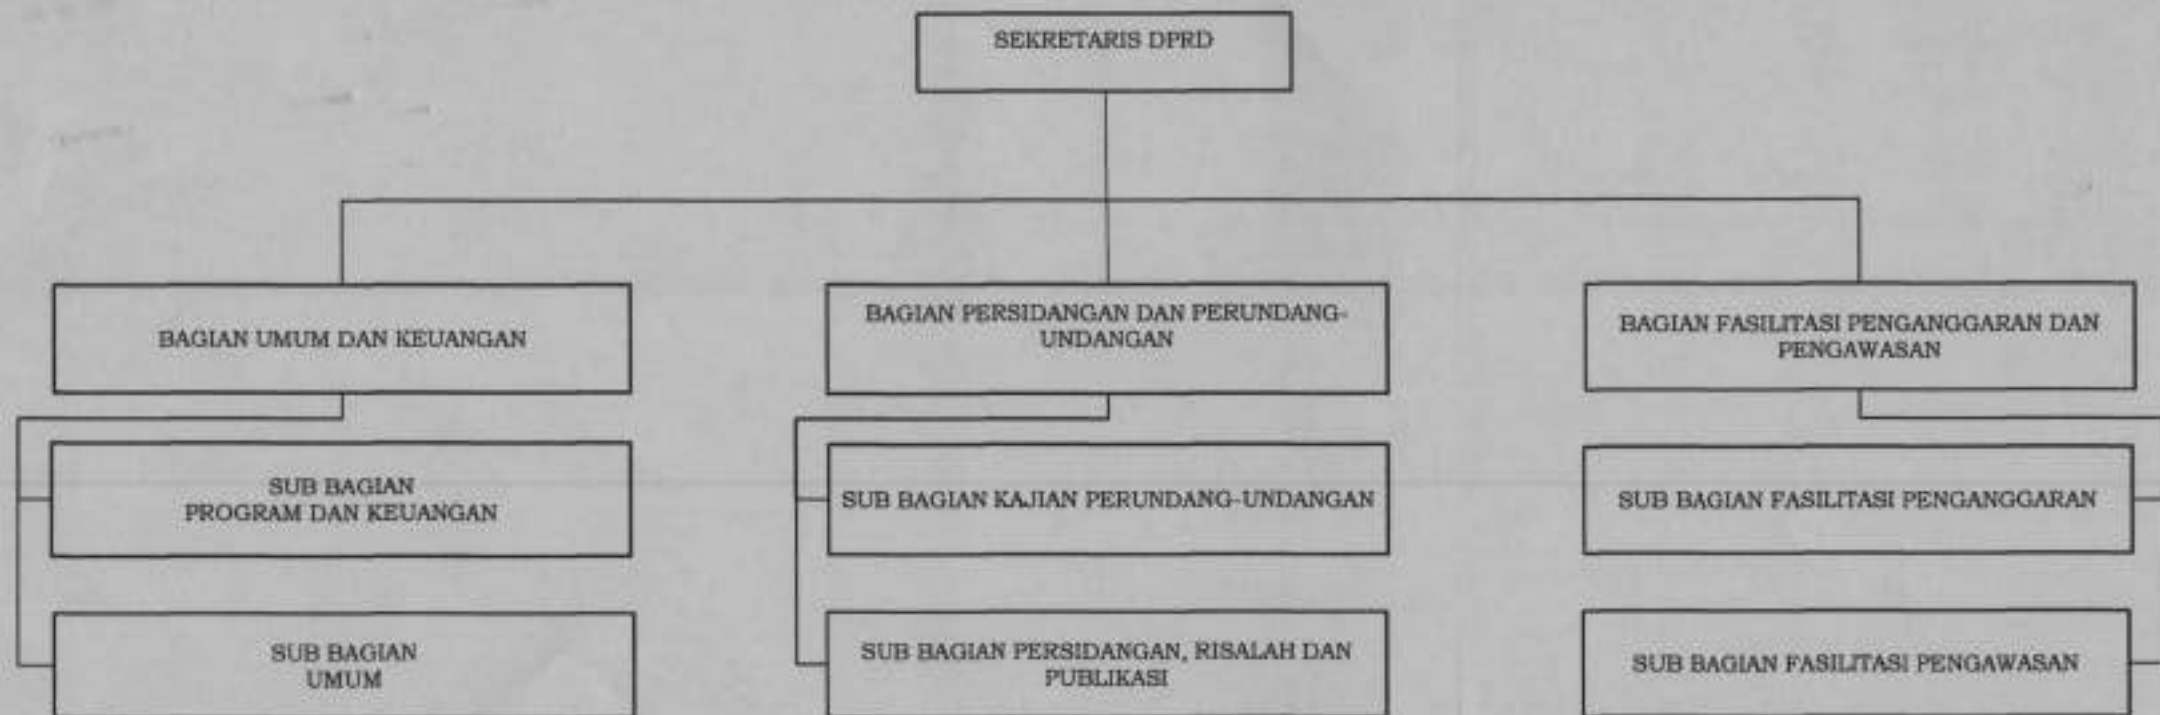 SEKRETARIS DPRD
BAGIAN UMUM DAN KEUANGAN
BAGIAN PERSIDANGAN DAN PERUNDANG-
UNDANGAN
BAGIAN FASILITASI PENGANGGARAN DAN
PENGAWASAN
SUB BAGIAN
PROGRAM DAN KEUANGAN
SUB BAGIAN KAJIAN PERUNDANG-UNDANGAN
SUB BAGIAN FASILITASI PENGANGGARAN
SUB BAGIAN
UMUM
SUB BAGIAN PERSIDANGAN, RISALAH DAN
PUBLIKASI
SUB BAGIAN FASILITASI PENGAWASAN